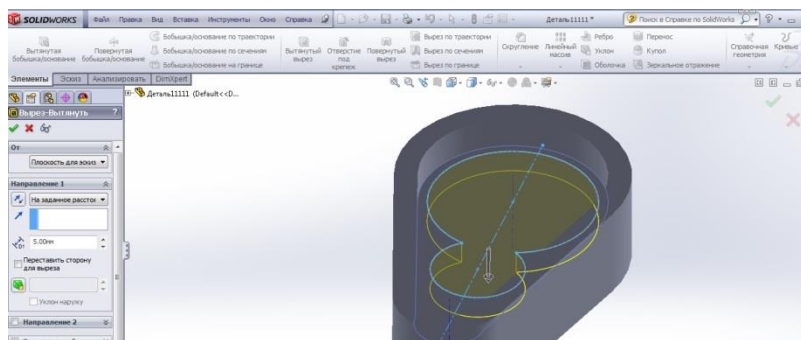 SOLIDWORKS Файл Правка Вид Вставка Инструменты Окно Справка Деталь11111 * Поиск в Справке по SolidWorks
Вытянутая бобышка/основание
Повернутая бобышка/основание
Бобышка/основание по траектории
Бобышка/основание по сечениям
Бобышка/основание на границе
Вытянутый вырез
Отверстие под крепеж
Повернутый вырез
Вырез по траектории
Вырез по сечениям
Вырез по границе
Скругление
Линейный массив
Ребро
Уклон
Оболочка
Перенос
Купол
Зеркальное отражение
Справочная геометрия
Кривые
Элементы Эскиз Анализировать DimXpert
Деталь11111 (Default<<D...
Вырез-Вытянуть ?
От
Плоскость для эскиз
Направление 1
На заданное расстоя
D1 5.00мм
Переставить сторону
для выреза
Уклон наружу
Направление 2